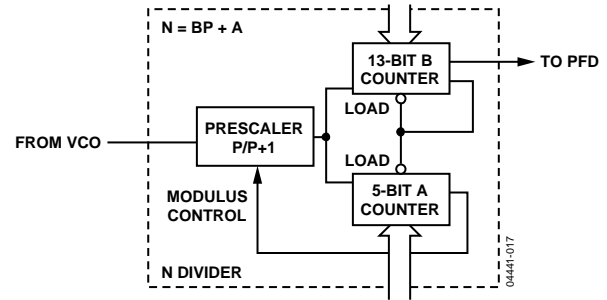 N = BP + A
13-BIT B
COUNTER
TO PFD
LOAD
PRESCALER
P/P+1
FROM VCO
LOAD
MODULUS
CONTROL
5-BIT A
COUNTER
N DIVIDER
04441-017